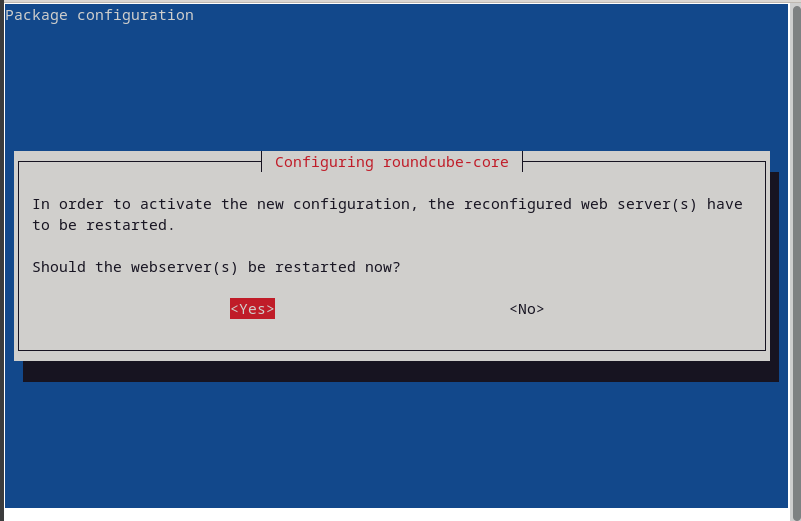 Package configuration
Configuring roundcube-core
In order to activate the new configuration, the reconfigured web server(s) have
to be restarted.
Should the webserver(s) be restarted now?
<Yes> <No>